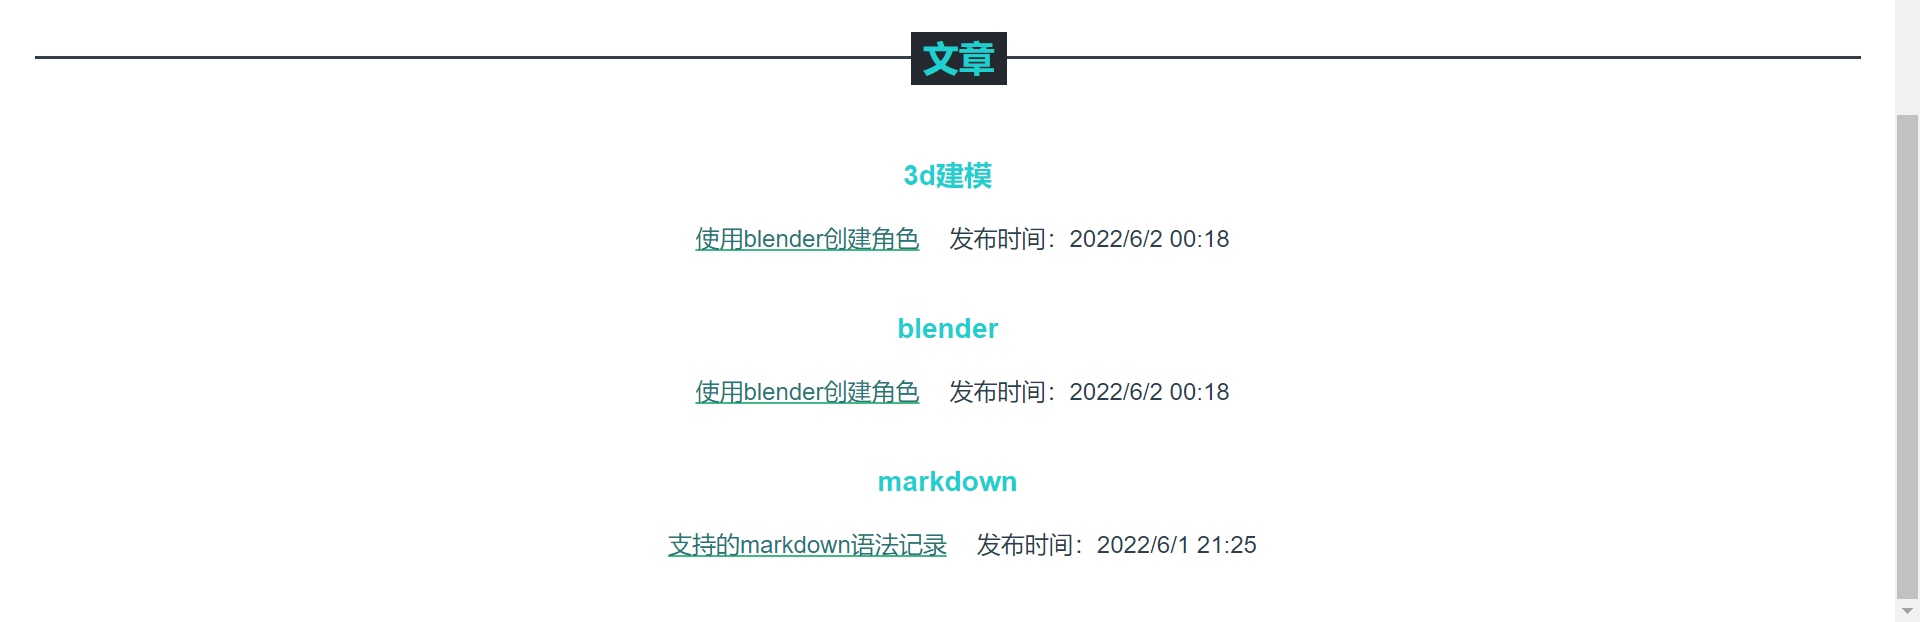 文章
3d建模
使用blender创建角色 发布时间：2022/6/2 00:18
blender
使用blender创建角色 发布时间：2022/6/2 00:18
markdown
支持的markdown语法记录 发布时间：2022/6/1 21:25